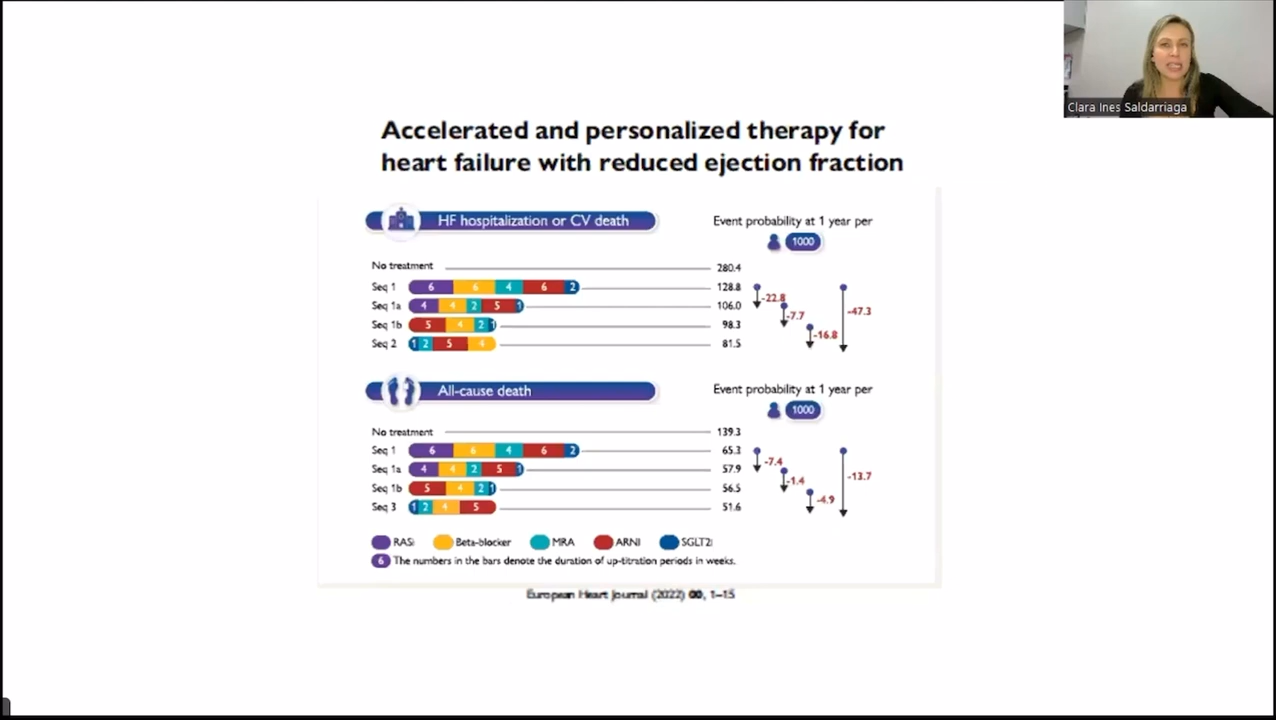 Clara Ines Saldarriaga
Accelerated and personalized therapy for
heart failure with reduced ejection fraction
HF hospitalization or CV death
Event probability at 1 year per
1000
No treatment 280.4
Seq 1 6 6 4 6 2 128.8
Seq 1a 4 4 2 5 1 106.0
Seq 1b 5 4 2 1 98.3
Seq 2 1 2 5 4 81.5
-22.8
-7.7
-16.8
-47.3
All-cause death
Event probability at 1 year per
1000
No treatment 139.3
Seq 1 6 6 4 6 2 65.3
Seq 1a 4 4 2 5 1 57.9
Seq 1b 5 4 2 1 56.5
Seq 3 1 2 4 5 51.6
-7.4
-1.4
-4.9
-13.7
RASi Beta-blocker MRA ARNI SGLT2i
6 The numbers in the bars denote the duration of up-titration periods in weeks.
European Heart Journal (2022) 00, 1–15